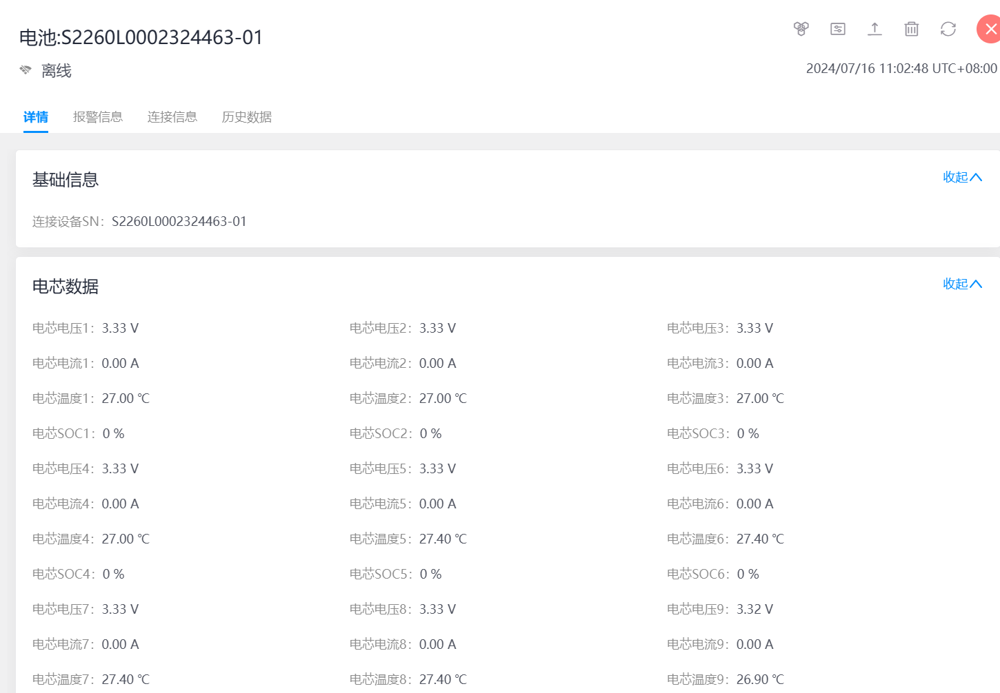 电池:S2260L0002324463-01
离线
2024/07/16 11:02:48 UTC+08:00
详情 报警信息 连接信息 历史数据
基础信息 收起
连接设备SN：S2260L0002324463-01
电芯数据 收起
电芯电压1：3.33 V 电芯电压2：3.33 V 电芯电压3：3.33 V
电芯电流1：0.00 A 电芯电流2：0.00 A 电芯电流3：0.00 A
电芯温度1：27.00 ℃ 电芯温度2：27.00 ℃ 电芯温度3：27.00 ℃
电芯SOC1：0 % 电芯SOC2：0 % 电芯SOC3：0 %
电芯电压4：3.33 V 电芯电压5：3.33 V 电芯电压6：3.33 V
电芯电流4：0.00 A 电芯电流5：0.00 A 电芯电流6：0.00 A
电芯温度4：27.00 ℃ 电芯温度5：27.40 ℃ 电芯温度6：27.40 ℃
电芯SOC4：0 % 电芯SOC5：0 % 电芯SOC6：0 %
电芯电压7：3.33 V 电芯电压8：3.33 V 电芯电压9：3.32 V
电芯电流7：0.00 A 电芯电流8：0.00 A 电芯电流9：0.00 A
电芯温度7：27.40 ℃ 电芯温度8：27.40 ℃ 电芯温度9：26.90 ℃